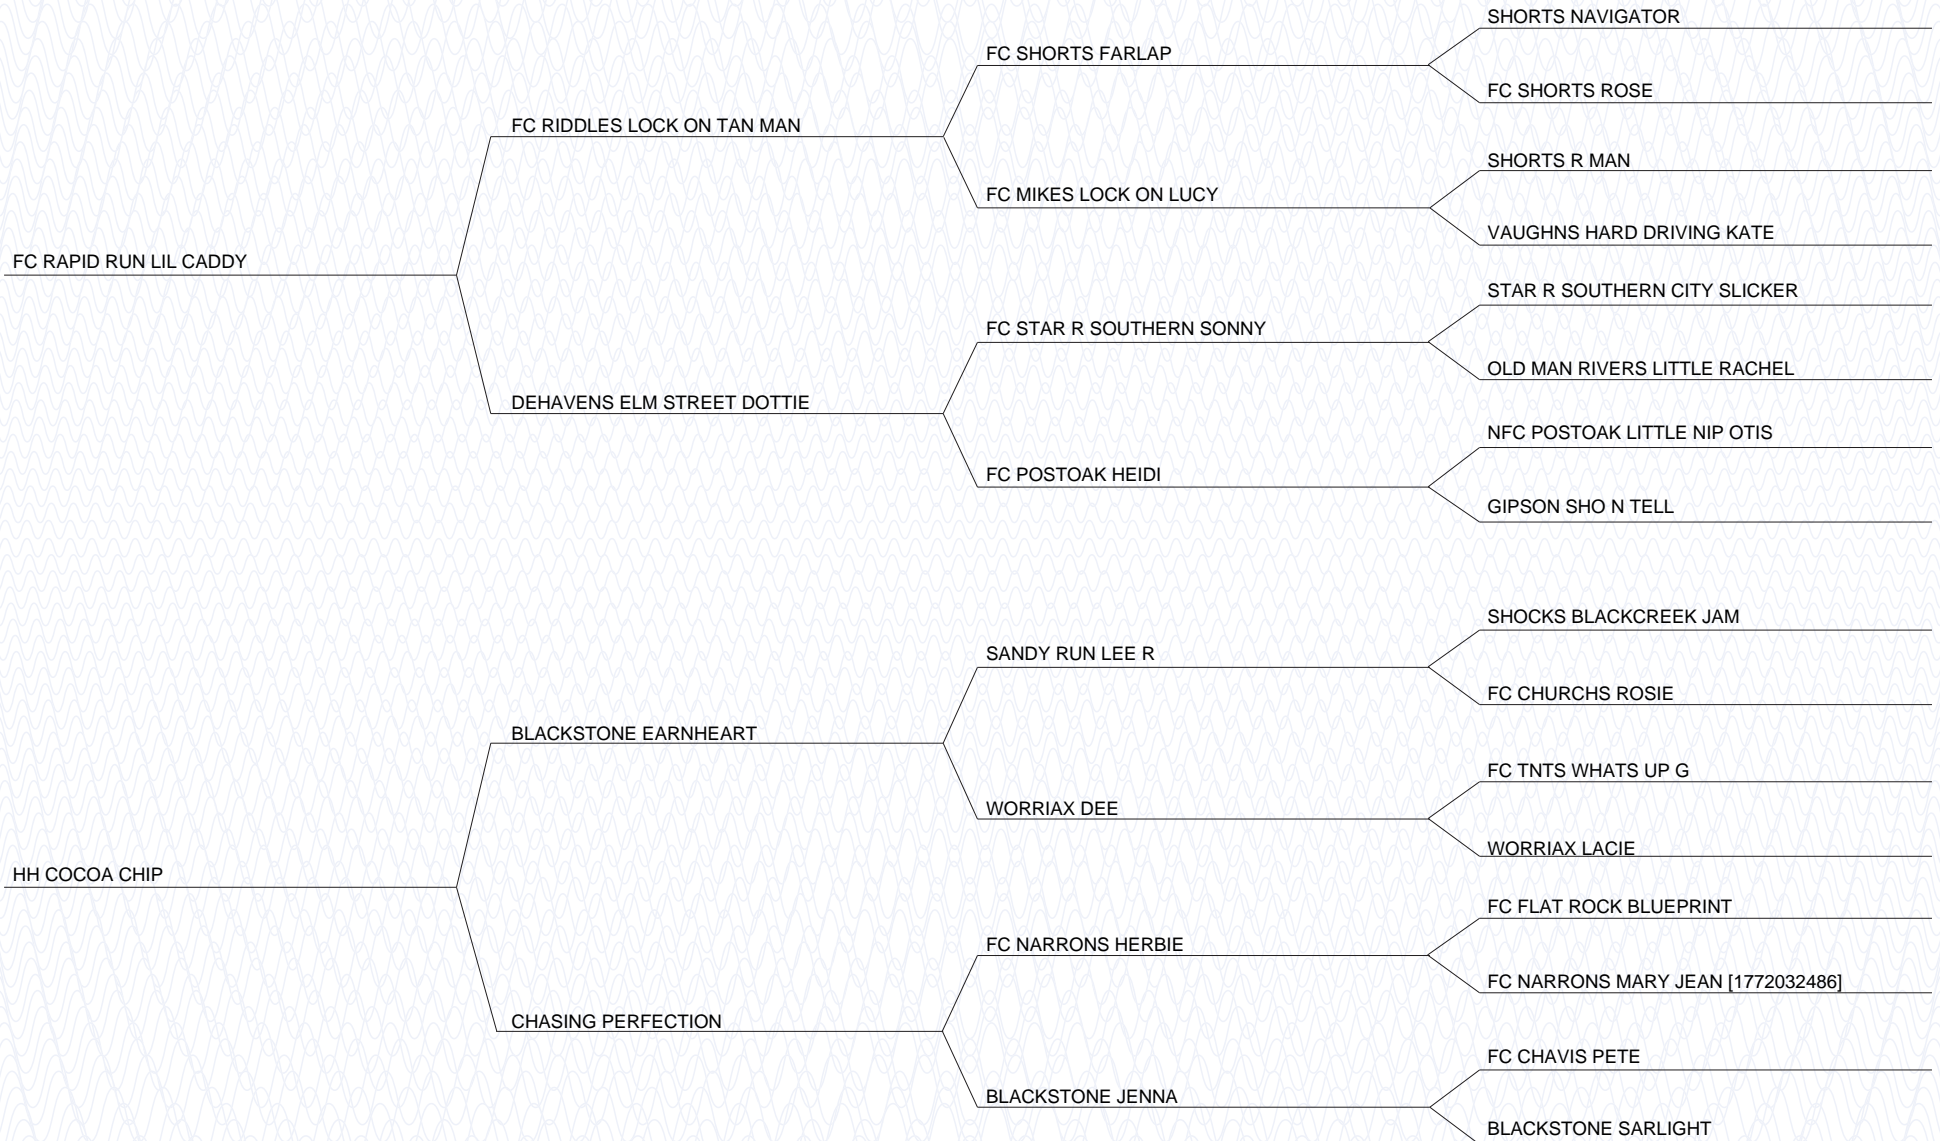 SHORTS NAVIGATOR
FC SHORTS FARLAP
FC SHORTS ROSE
FC RIDDLES LOCK ON TAN MAN
SHORTS R MAN
FC MIKES LOCK ON LUCY
VAUGHNS HARD DRIVING KATE
FC RAPID RUN LIL CADDY
STAR R SOUTHERN CITY SLICKER
FC STAR R SOUTHERN SONNY
OLD MAN RIVERS LITTLE RACHEL
DEHAVENS ELM STREET DOTTIE
NFC POSTOAK LITTLE NIP OTIS
FC POSTOAK HEIDI
GIPSON SHO N TELL
SHOCKS BLACKCREEK JAM
SANDY RUN LEE R
FC CHURCHS ROSIE
BLACKSTONE EARNHEART
FC TNTS WHATS UP G
WORRIAX DEE
WORRIAX LACIE
HH COCOA CHIP
FC FLAT ROCK BLUEPRINT
FC NARRONS HERBIE
FC NARRONS MARY JEAN [1772032486]
CHASING PERFECTION
FC CHAVIS PETE
BLACKSTONE JENNA
BLACKSTONE SARLIGHT